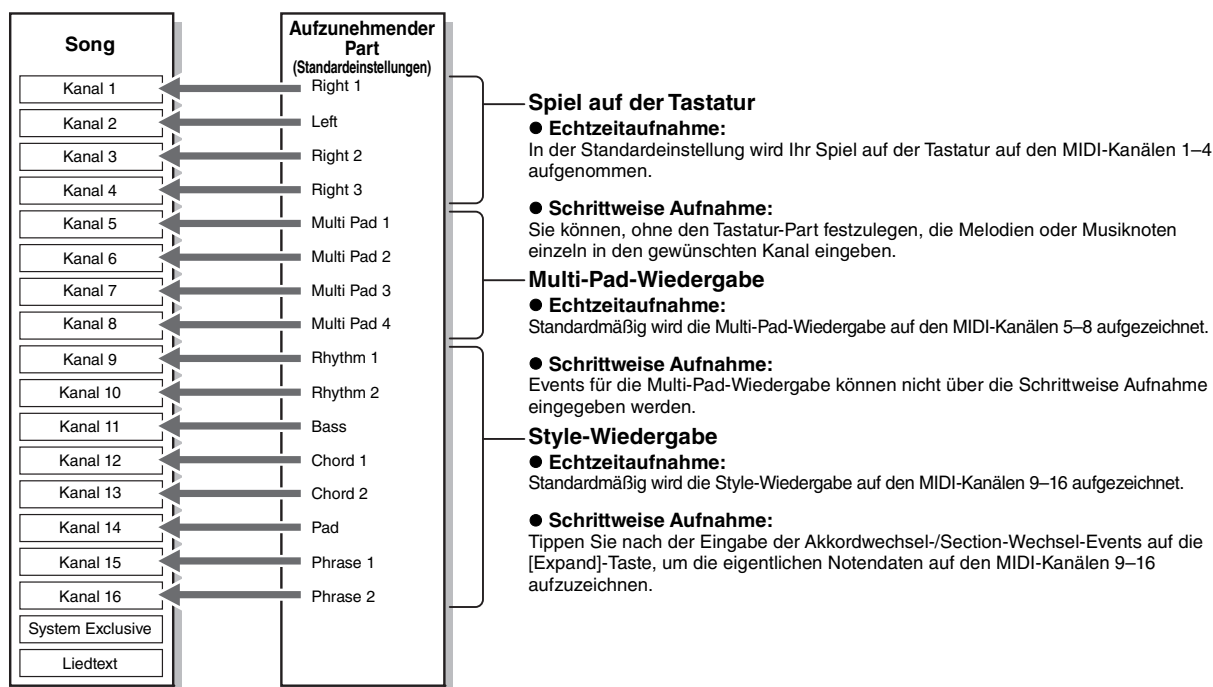 Song
Kanal 1
Kanal 2
Kanal 3
Kanal 4
Kanal 5
Kanal 6
Kanal 7
Kanal 8
Kanal 9
Kanal 10
Kanal 11
Kanal 12
Kanal 13
Kanal 14
Kanal 15
Kanal 16
System Exclusive
Liedtext
Aufzunehmender
Part
(Standardeinstellungen)
Right 1
Left
Right 2
Right 3
Multi Pad 1
Multi Pad 2
Multi Pad 3
Multi Pad 4
Rhythm 1
Rhythm 2
Bass
Chord 1
Chord 2
Pad
Phrase 1
Phrase 2
Spiel auf der Tastatur
● Echtzeitaufnahme:
In der Standardeinstellung wird Ihr Spiel auf der Tastatur auf den MIDI-Kanälen 1–4
aufgenommen.
● Schrittweise Aufnahme:
Sie können, ohne den Tastatur-Part festzulegen, die Melodien oder Musiknoten
einzeln in den gewünschten Kanal eingeben.
Multi-Pad-Wiedergabe
● Echtzeitaufnahme:
Standardmäßig wird die Multi-Pad-Wiedergabe auf den MIDI-Kanälen 5–8 aufgezeichnet.
● Schrittweise Aufnahme:
Events für die Multi-Pad-Wiedergabe können nicht über die Schrittweise Aufnahme
eingegeben werden.
Style-Wiedergabe
● Echtzeitaufnahme:
Standardmäßig wird die Style-Wiedergabe auf den MIDI-Kanälen 9–16 aufgezeichnet.
● Schrittweise Aufnahme:
Tippen Sie nach der Eingabe der Akkordwechsel-/Section-Wechsel-Events auf die
[Expand]-Taste, um die eigentlichen Notendaten auf den MIDI-Kanälen 9–16
aufzuzeichnen.